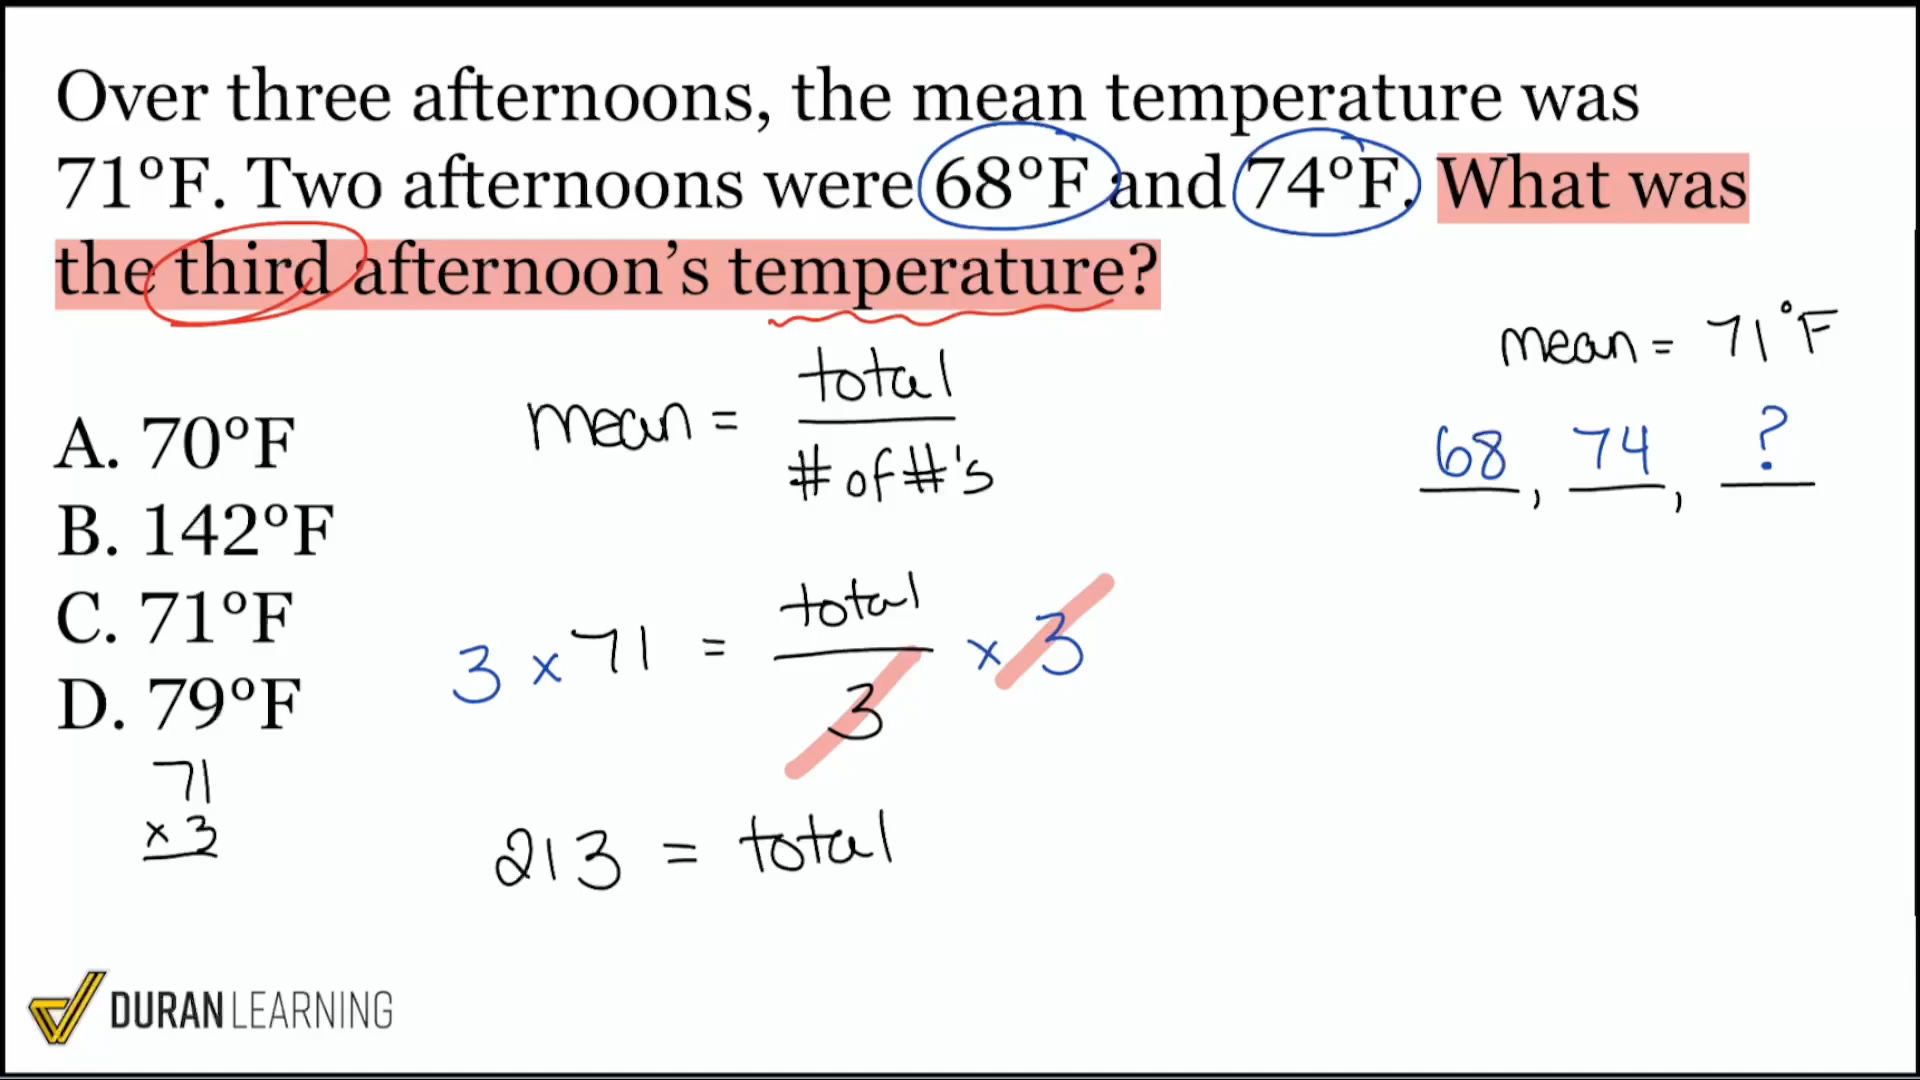 Over three afternoons, the mean temperature was
71°F. Two afternoons were 68°F and 74°F. What was
the third afternoon’s temperature?
mean = 71°F
68, 74, ?
A. 70°F
B. 142°F
C. 71°F
D. 79°F
mean = total
# of #'s
3 x 71 = total x 3
3
71
x 3
213 = total
DURAN LEARNING